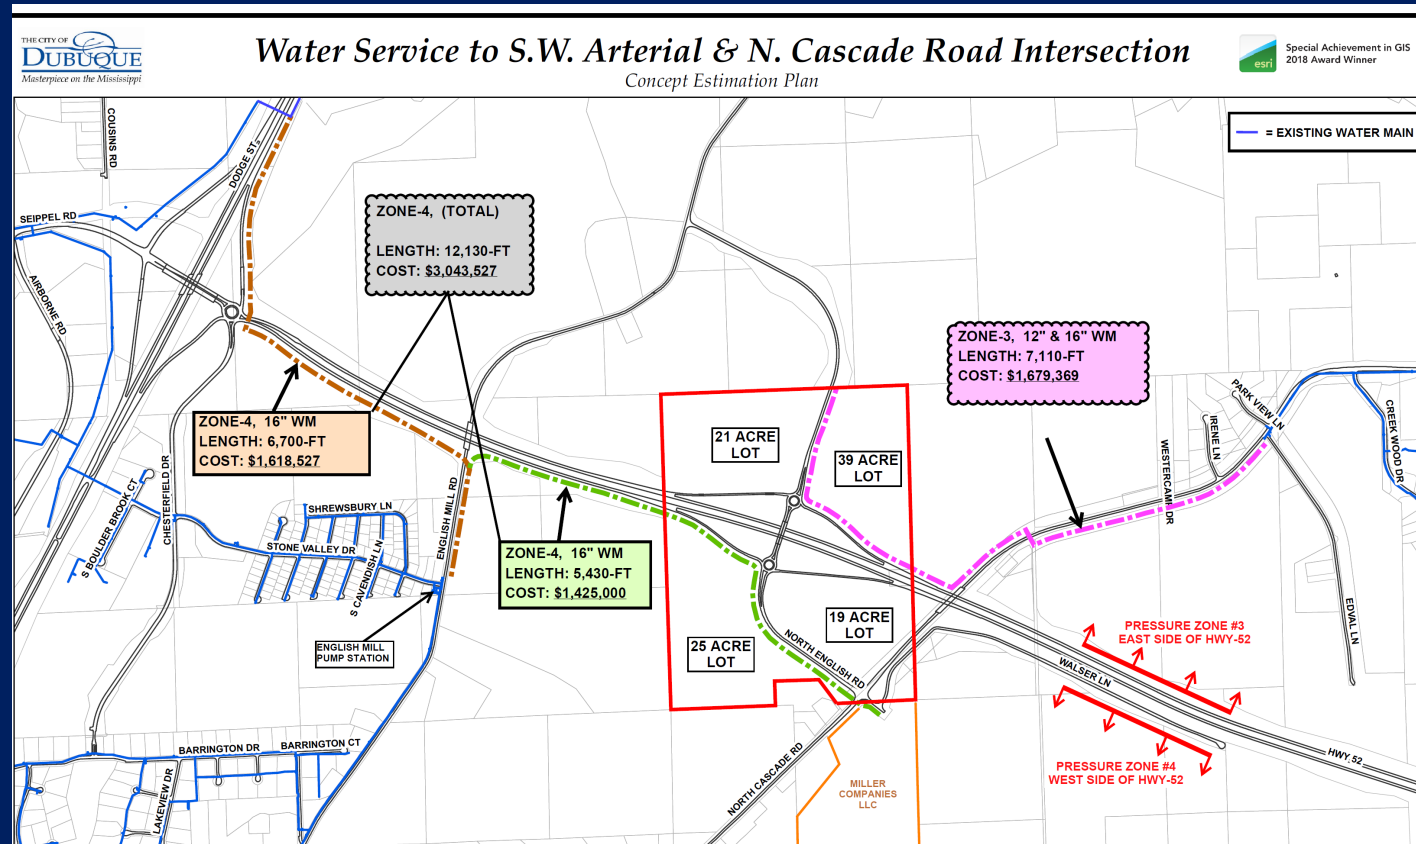 THE CITY OF
DUBUQUE
Masterpiece on the Mississippi
Water Service to S.W. Arterial & N. Cascade Road Intersection
Concept Estimation Plan
esri
Special Achievement in GIS
2018 Award Winner
= EXISTING WATER MAIN
COUSINS RD
DODGE ST.
SEIPPEL RD
AIRBORNE RD
ZONE-4, (TOTAL)
LENGTH: 12,130-FT
COST: $3,043,527
ZONE-3, 12" & 16" WM
LENGTH: 7,110-FT
COST: $1,679,369
ZONE-4, 16" WM
LENGTH: 6,700-FT
COST: $1,618,527
21 ACRE
LOT
39 ACRE
LOT
PARK VIEW LN
IRENE LN
WESTERCAM DR
CREEK WOOD DR
CHESTERFIELD DR
S BOULDER BROOK CT
SHREWSBURY LN
STONE VALLEY DR
S CAVENDISH LN
ENGLISH MILL RD
ZONE-4, 16" WM
LENGTH: 5,430-FT
COST: $1,425,000
ENGLISH MILL
PUMP STATION
25 ACRE
LOT
19 ACRE
LOT
NORTH ENGLISH RD
EDVAL LN
PRESSURE ZONE #3
EAST SIDE OF HWY-52
WALSER LN
PRESSURE ZONE #4
WEST SIDE OF HWY-52
HWY 52
BARRINGTON DR
BARRINGTON CT
LAKEVIEW DR
NORTH CASCADE RD
MILLER
COMPANIES
LLC